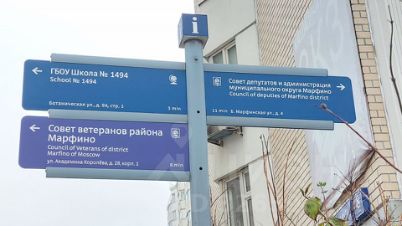 i
← ГБОУ Школа № 1494
School № 1494
Ботаническая ул., д. 9А, стр. 1
3 min
Совет депутатов и администрация →
муниципального округа Марфино
Council of deputies of Marfino district
11 min
Б. Марфинская ул., д. 4
← Совет ветеранов района
Марфино
Council of Veterans of district
Marfino of Moscow
ул. Академика Королёва, д. 28, корп. 1
6 min